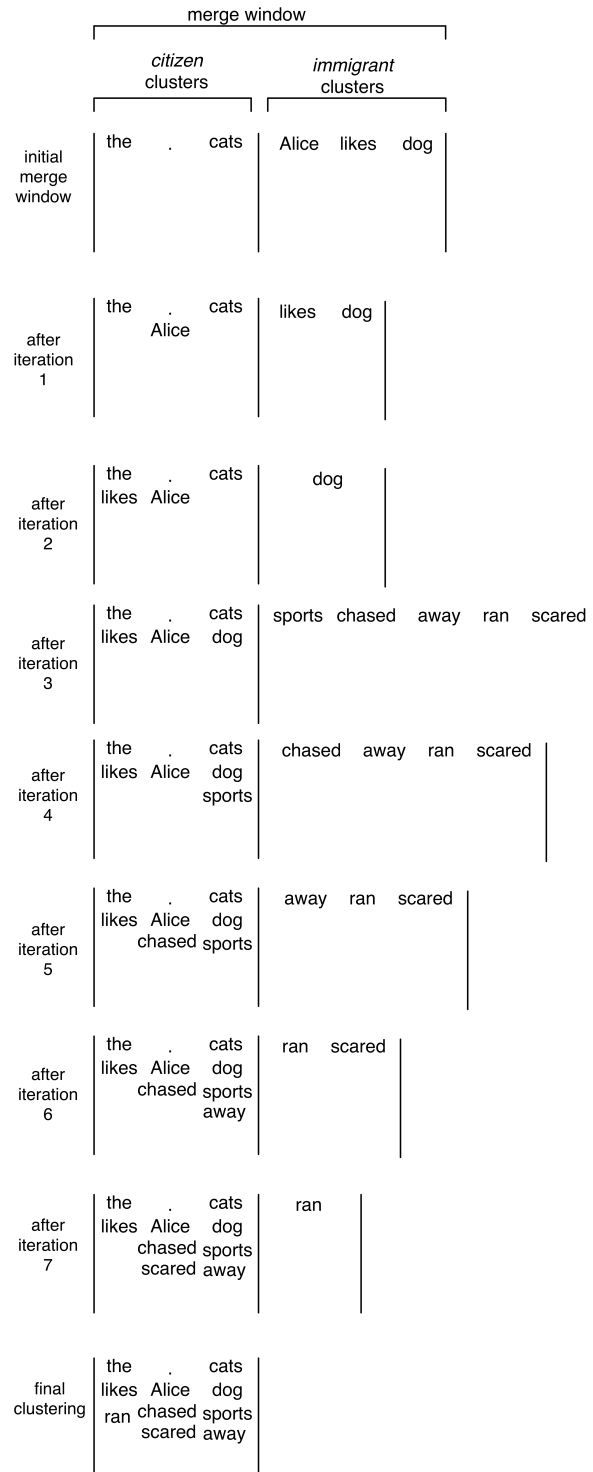 merge window
citizen
clusters
immigrant
clusters
initial
merge
window
the . cats Alice likes dog
after
iteration
1
the . cats likes dog
Alice
after
iteration
2
the . cats dog
likes Alice
after
iteration
3
the . cats sports chased away ran scared
likes Alice dog
after
iteration
4
the . cats chased away ran scared
likes Alice dog
sports
after
iteration
5
the . cats away ran scared
likes Alice dog
chased sports
after
iteration
6
the . cats ran scared
likes Alice dog
chased sports
away
after
iteration
7
the . cats ran
likes Alice dog
chased sports
scared away
final
clustering
the . cats
likes Alice dog
ran chased sports
scared away